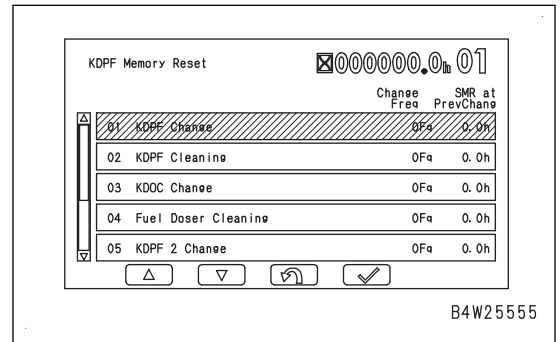 KDPF Memory Reset 000000.0h 01
Change Freq SMR at PrevChang
01 KDPF Change 0Fq 0.0h
02 KDPF Cleaning 0Fq 0.0h
03 KDOC Change 0Fq 0.0h
04 Fuel Doser Cleaning 0Fq 0.0h
05 KDPF 2 Change 0Fq 0.0h
B4W25555